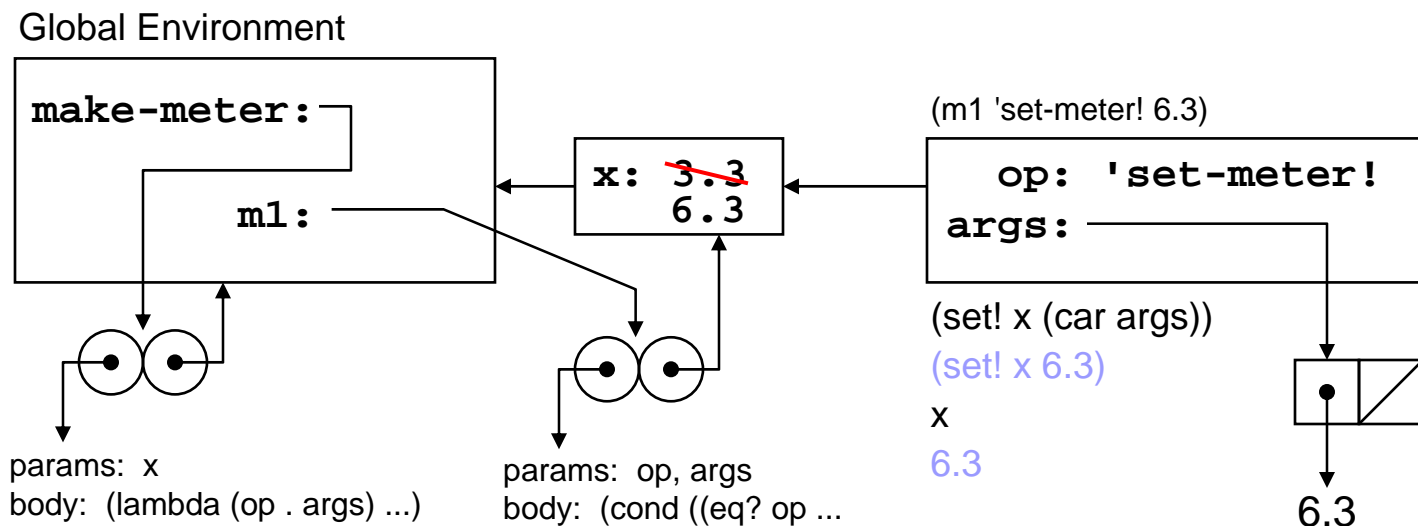 Global Environment
make-meter:
m1:
x: 3.3
6.3
(m1 'set-meter! 6.3)
op: 'set-meter!
args:
(set! x (car args))
(set! x 6.3)
x
6.3
6.3
params: x
body: (lambda (op . args) ...)
params: op, args
body: (cond ((eq? op ...